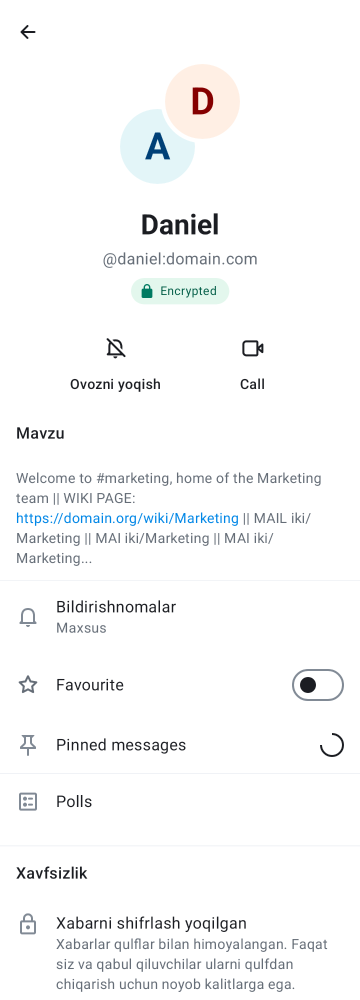 D
A
Daniel
@daniel:domain.com
Encrypted
Ovozni yoqish
Call
Mavzu
Welcome to #marketing, home of the Marketing
team || WIKI PAGE:
https://domain.org/wiki/Marketing || MAIL iki/
Marketing || MAI iki/Marketing || MAI iki/
Marketing...
Bildirishnomalar
Maxsus
Favourite
Pinned messages
Polls
Xavfsizlik
Xabarni shifrlash yoqilgan
Xabarlar qulflar bilan himoyalangan. Faqat
siz va qabul qiluvchilar ularni qulfdan
chiqarish uchun noyob kalitlarga ega.